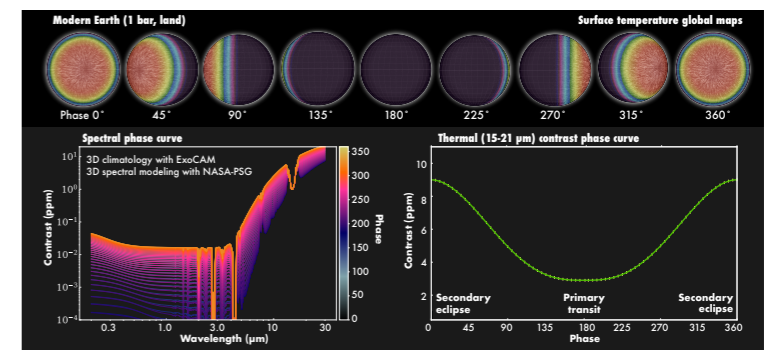 Modern Earth (1 bar, land)
Surface temperature global maps
Phase 0° 45° 90° 135° 180° 225° 270° 315° 360°
Spectral phase curve
3D climatology with ExoCAM
3D spectral modeling with NASA-PSG
Contrast (ppm)
10¹
10⁰
10⁻¹
10⁻²
10⁻³
10⁻⁴
0.3 1.0 3.0 10 30
Wavelength (μm)
350
300
250
200
150
100
50
0
Phase
Thermal (15-21 μm) contrast phase curve
Contrast (ppm)
10
8
6
4
2
Secondary
eclipse
Primary
transit
Secondary
eclipse
0 45 90 135 180 225 270 315 360
Phase